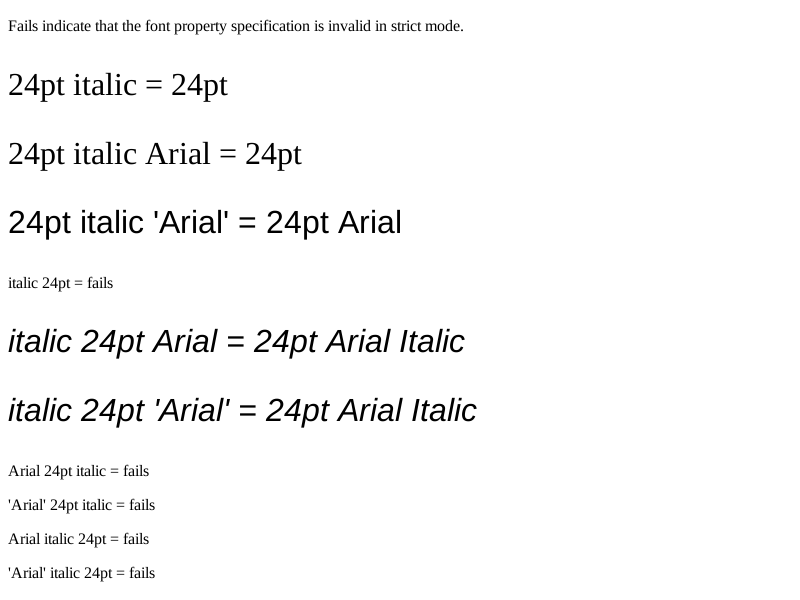 Fails indicate that the font property specification is invalid in strict mode.
24pt italic = 24pt
24pt italic Arial = 24pt
24pt italic 'Arial' = 24pt Arial
italic 24pt = fails
italic 24pt Arial = 24pt Arial Italic
italic 24pt 'Arial' = 24pt Arial Italic
Arial 24pt italic = fails
'Arial' 24pt italic = fails
Arial italic 24pt = fails
'Arial' italic 24pt = fails